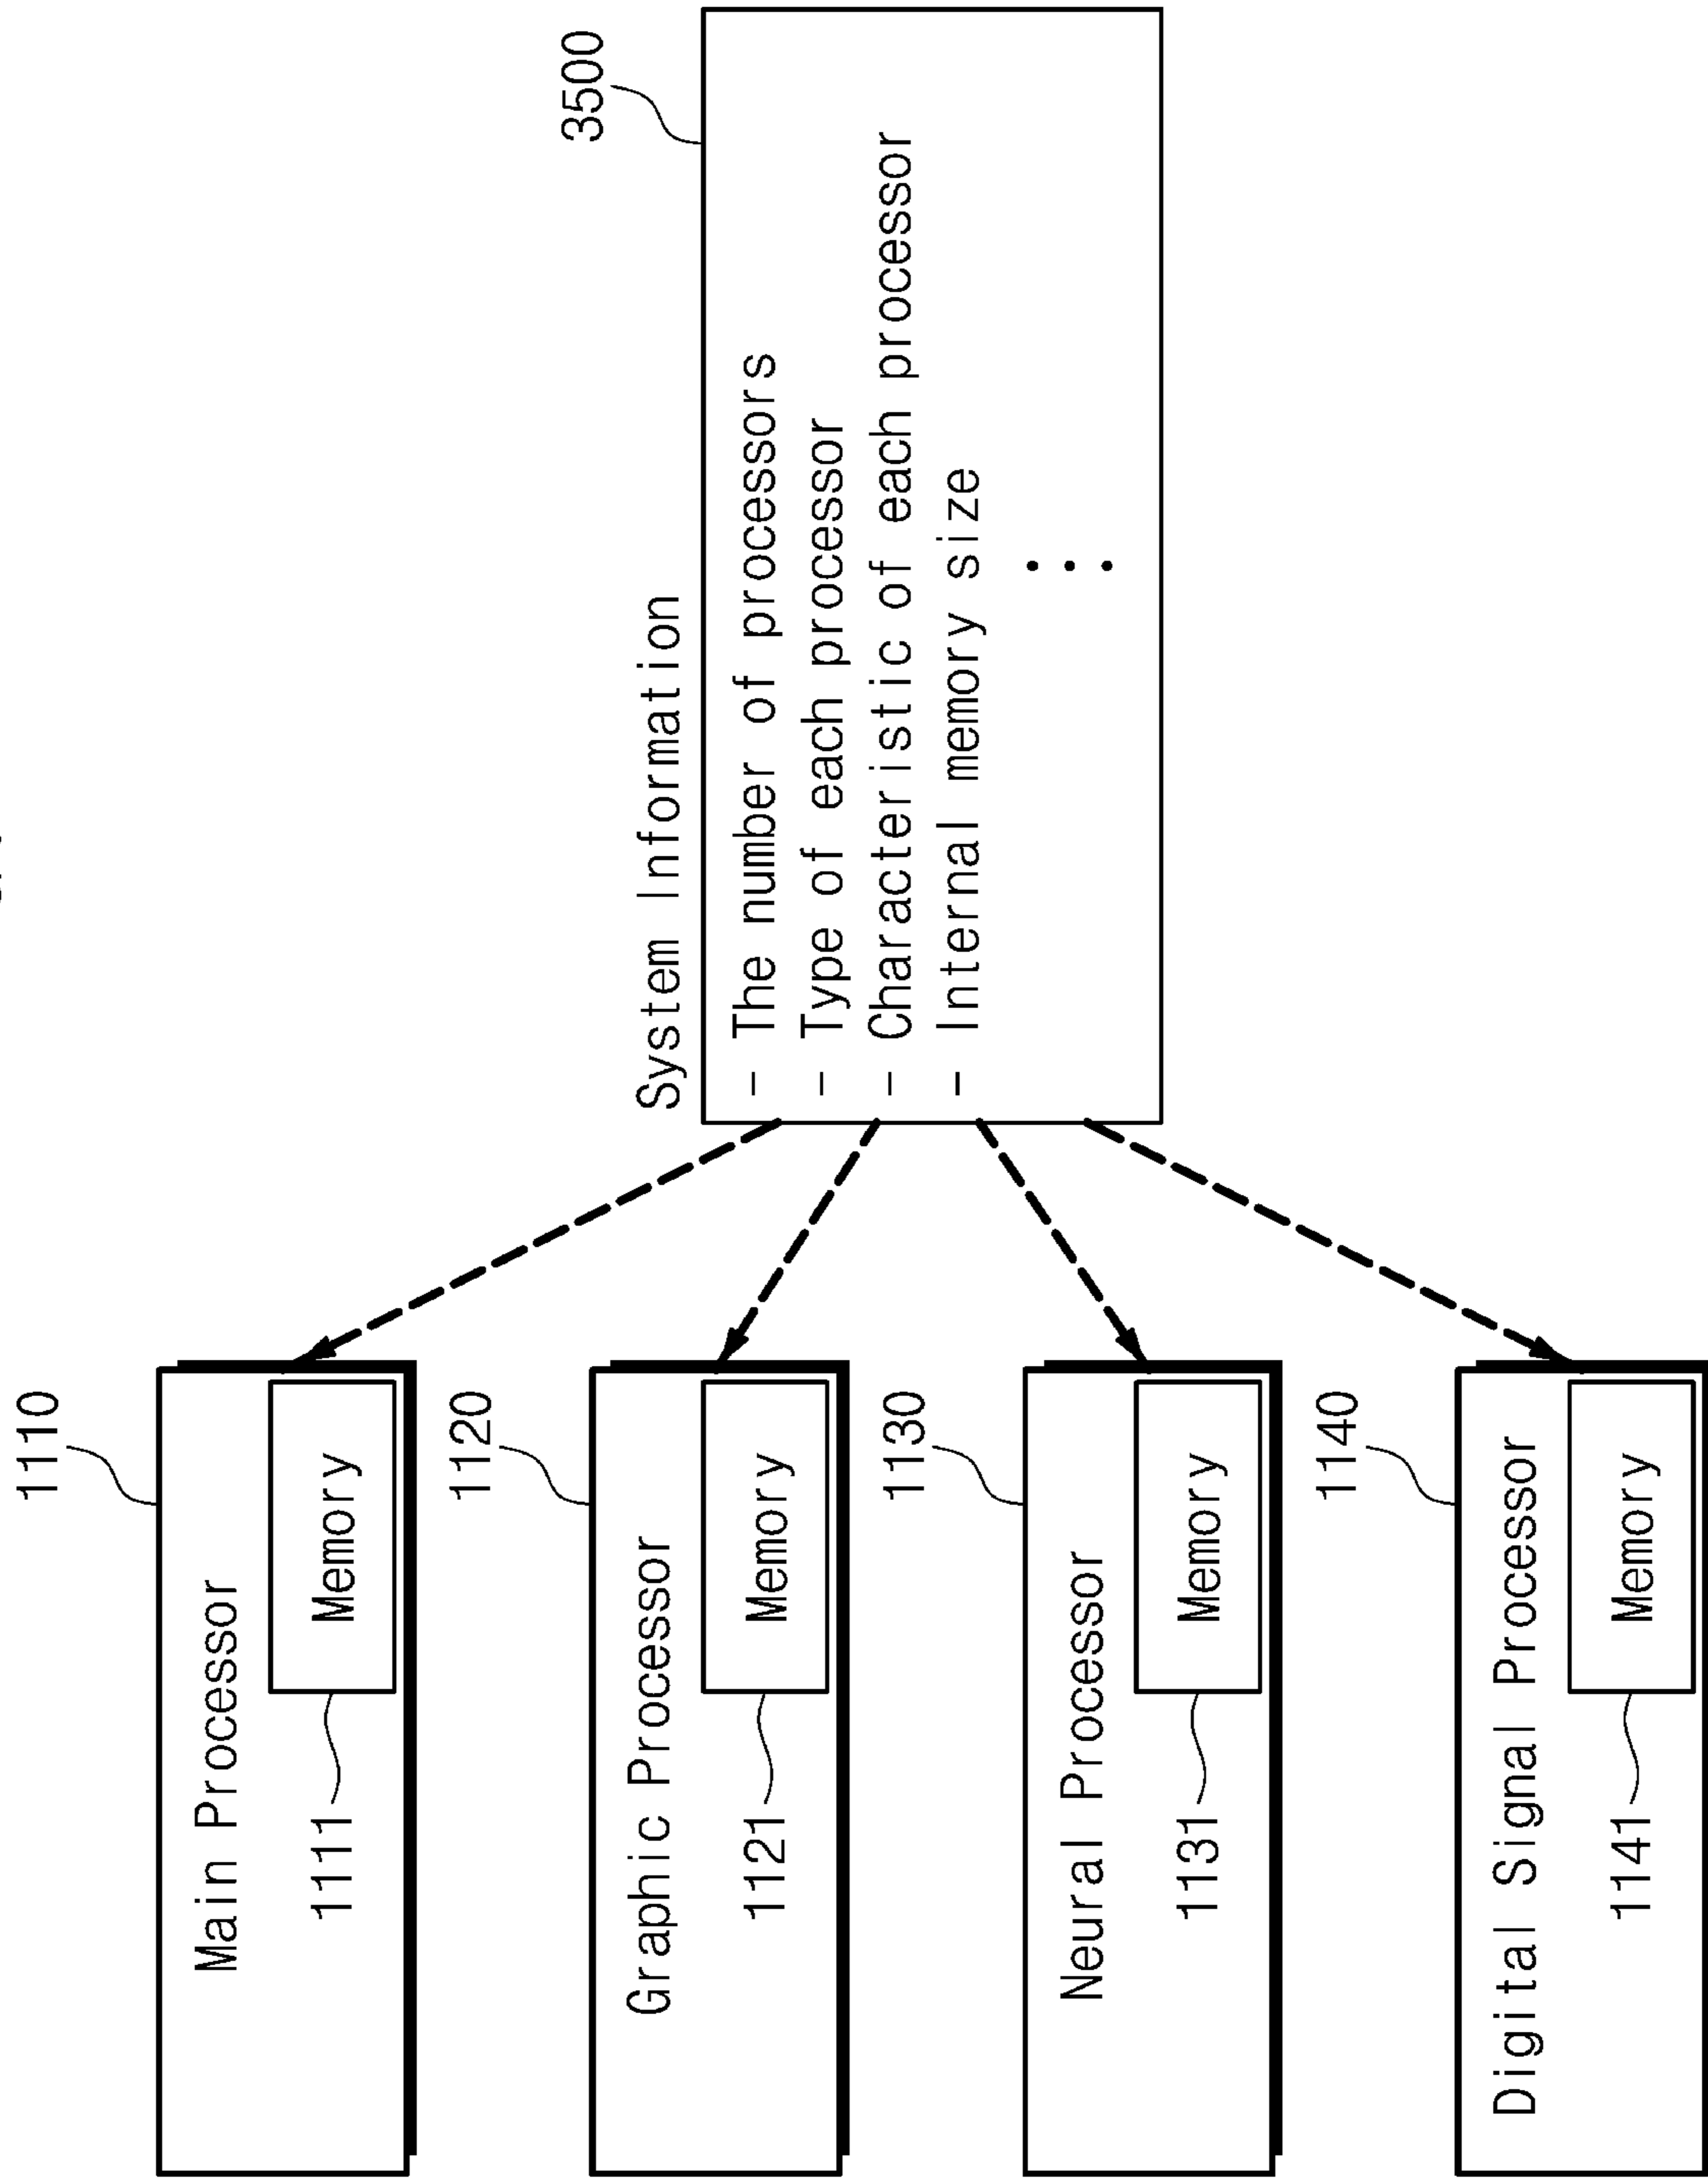 1110
Main Processor
Memory
1111
1120
Graphic Processor
Memory
1121
1130
Neural Processor
Memory
1131
1140
Digital Signal Processor
Memory
1141
3500
System Information
- The number of processors
- Type of each processor
- Characteristic of each processor
- Internal memory size